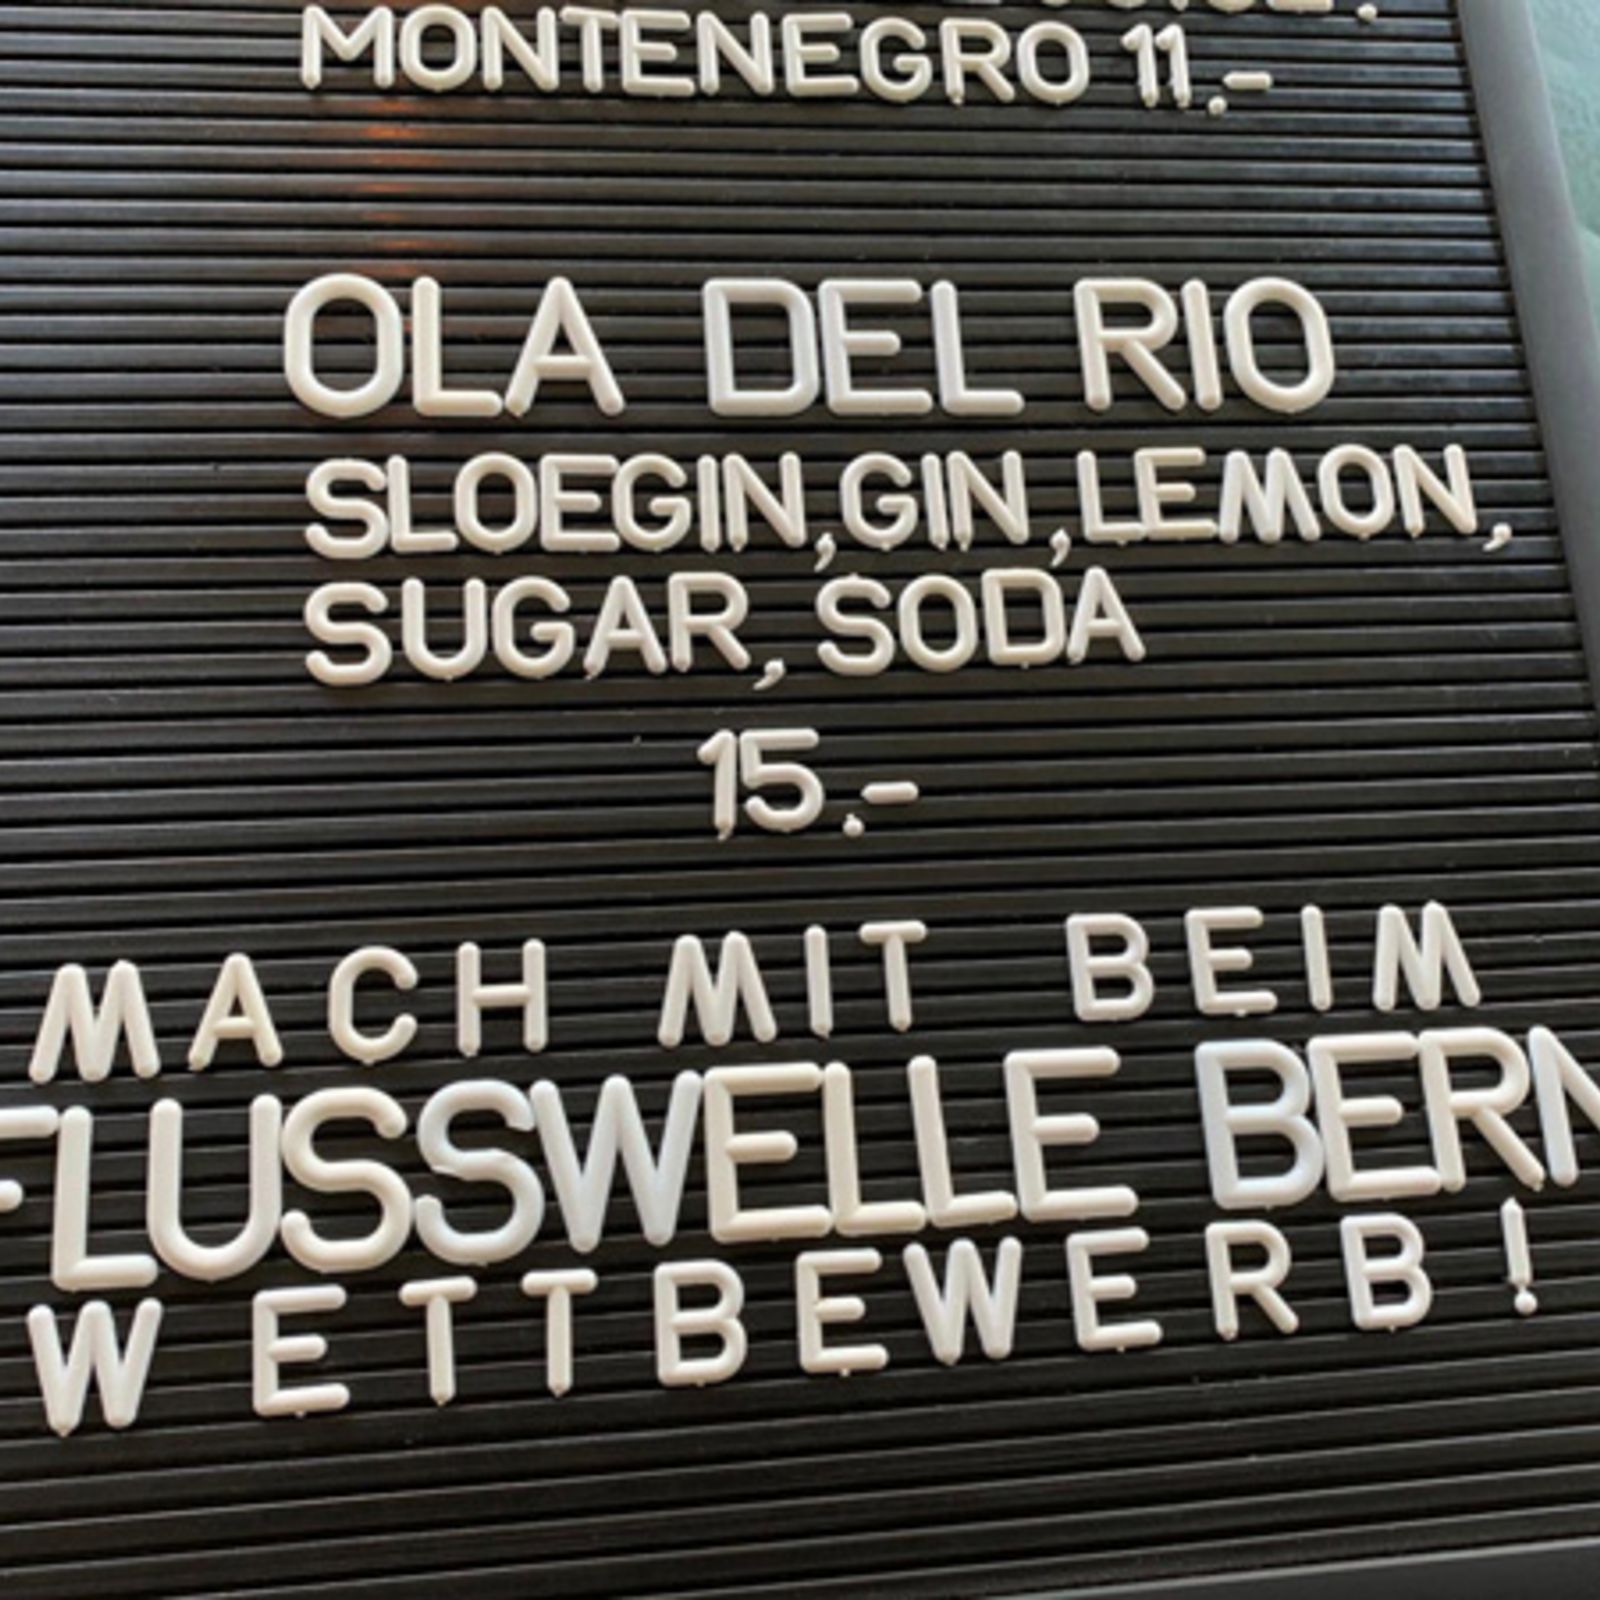 MONTENEGRO 11.-
OLA DEL RIO
SLOEGIN, GIN, LEMON,
SUGAR, SODA
15.-
MACH MIT BEIM
FLUSSWELLE BERN
WETTBEWERB!